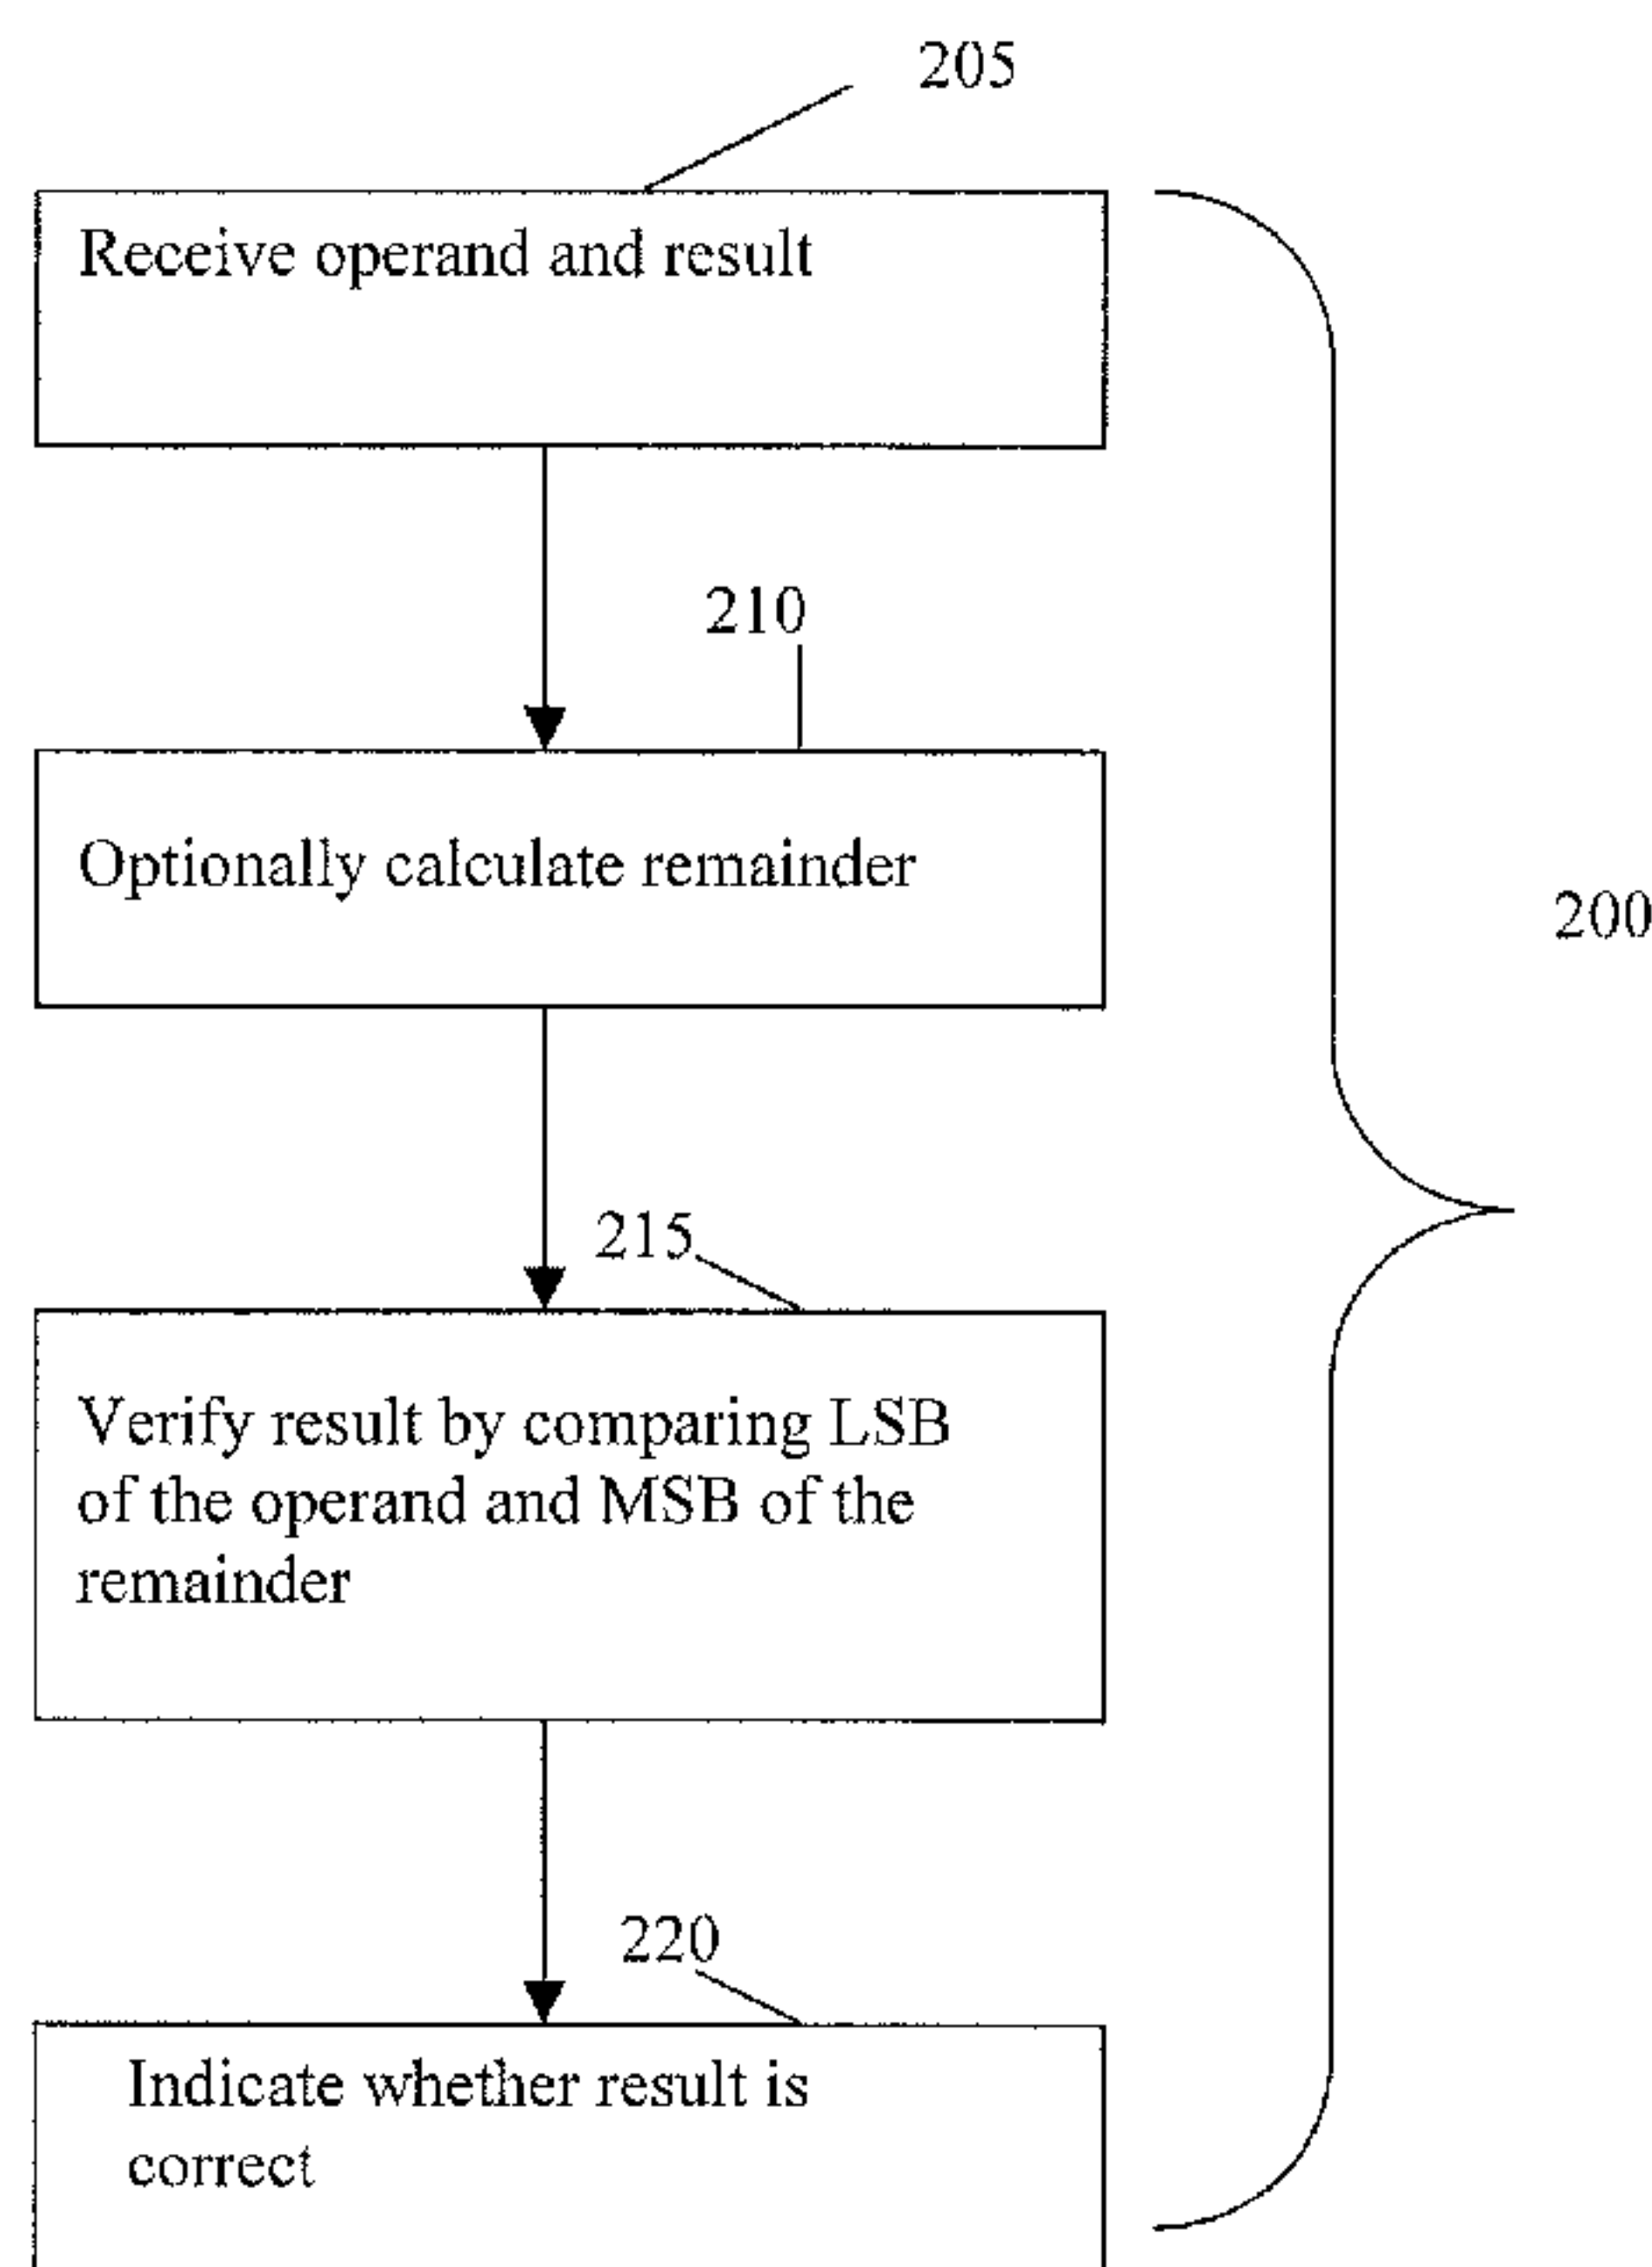 205
Receive operand and result
210
Optionally calculate remainder
200
215
Verify result by comparing LSB
of the operand and MSB of the
remainder
220
Indicate whether result is
correct